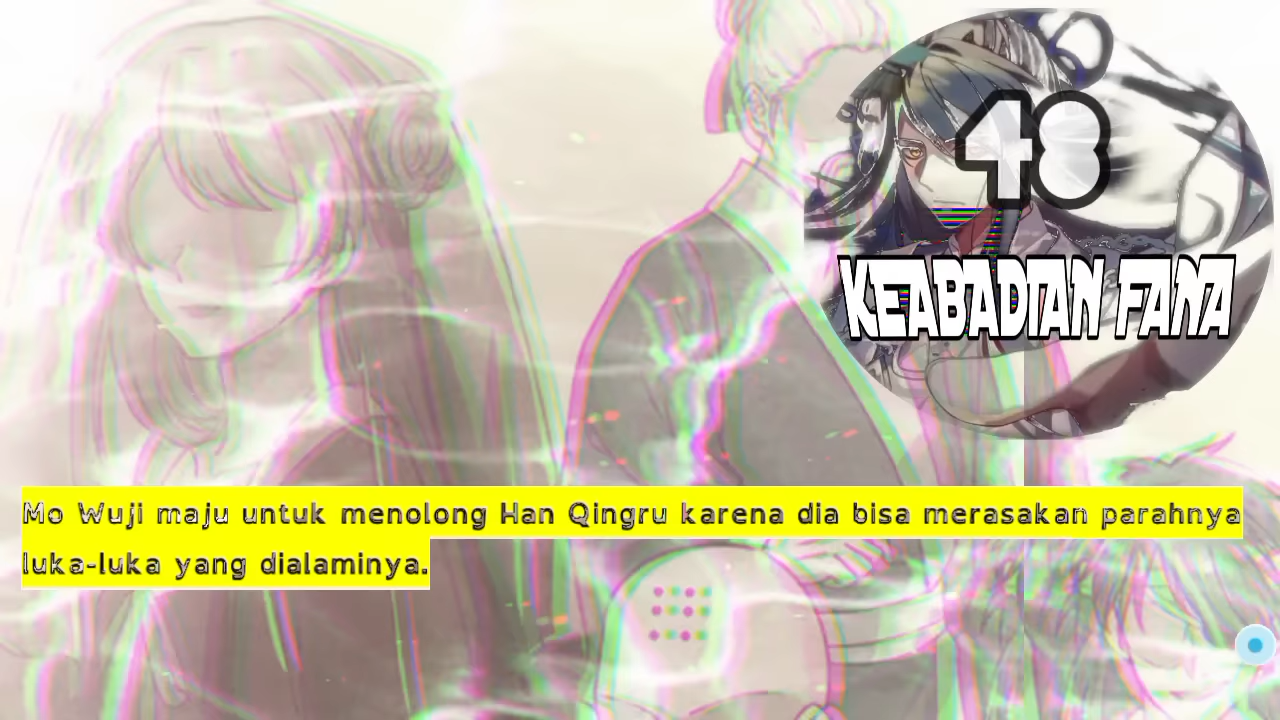 48
KEABADIAN FANA
Mo Wuji maju untuk menolong Han Qingru karena dia bisa merasakan parahnya
luka-luka yang dialaminya.